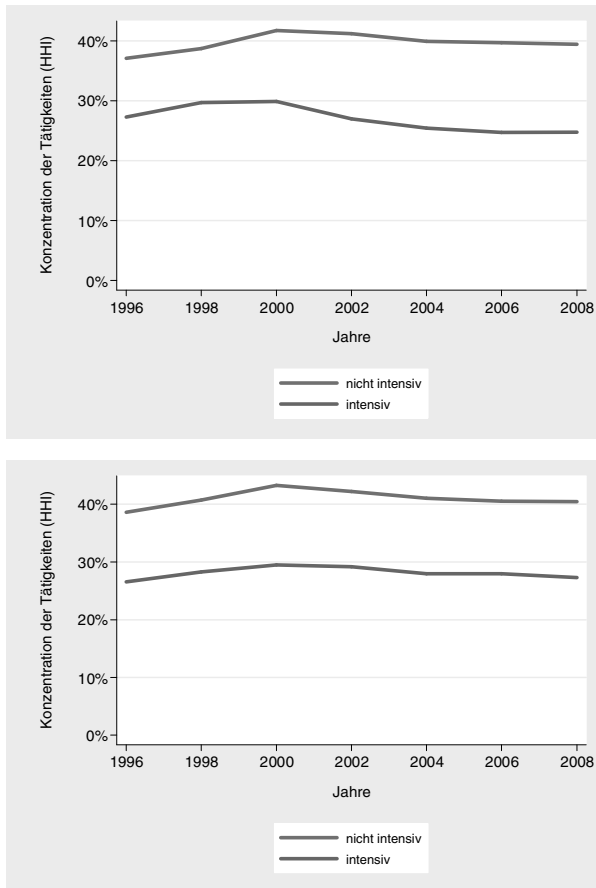 Konzentration der Tätigkeiten (HHI)
40%
30%
20%
10%
0%
1996 1998 2000 2002 2004 2006 2008
Jahre
nicht intensiv
intensiv
Konzentration der Tätigkeiten (HHI)
40%
30%
20%
10%
0%
1996 1998 2000 2002 2004 2006 2008
Jahre
nicht intensiv
intensiv